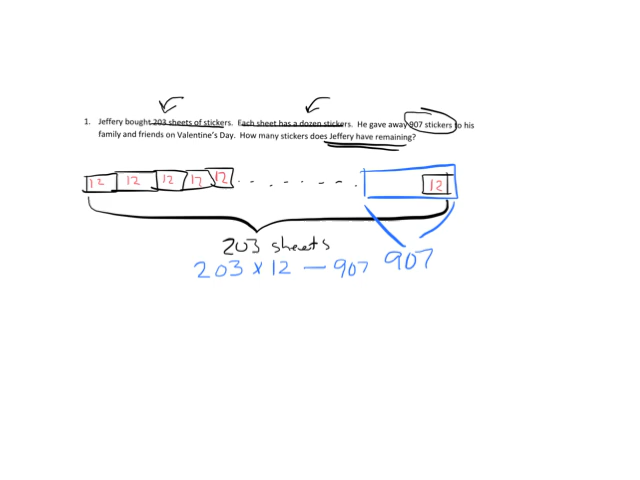 1. Jeffery bought 203 sheets of stickers. Each sheet has a dozen stickers. He gave away 907 stickers to his
family and friends on Valentine's Day. How many stickers does Jeffery have remaining?
12 12 12 12 12 - - - - - - - . 12
203 sheets
203 x 12 — 907 907